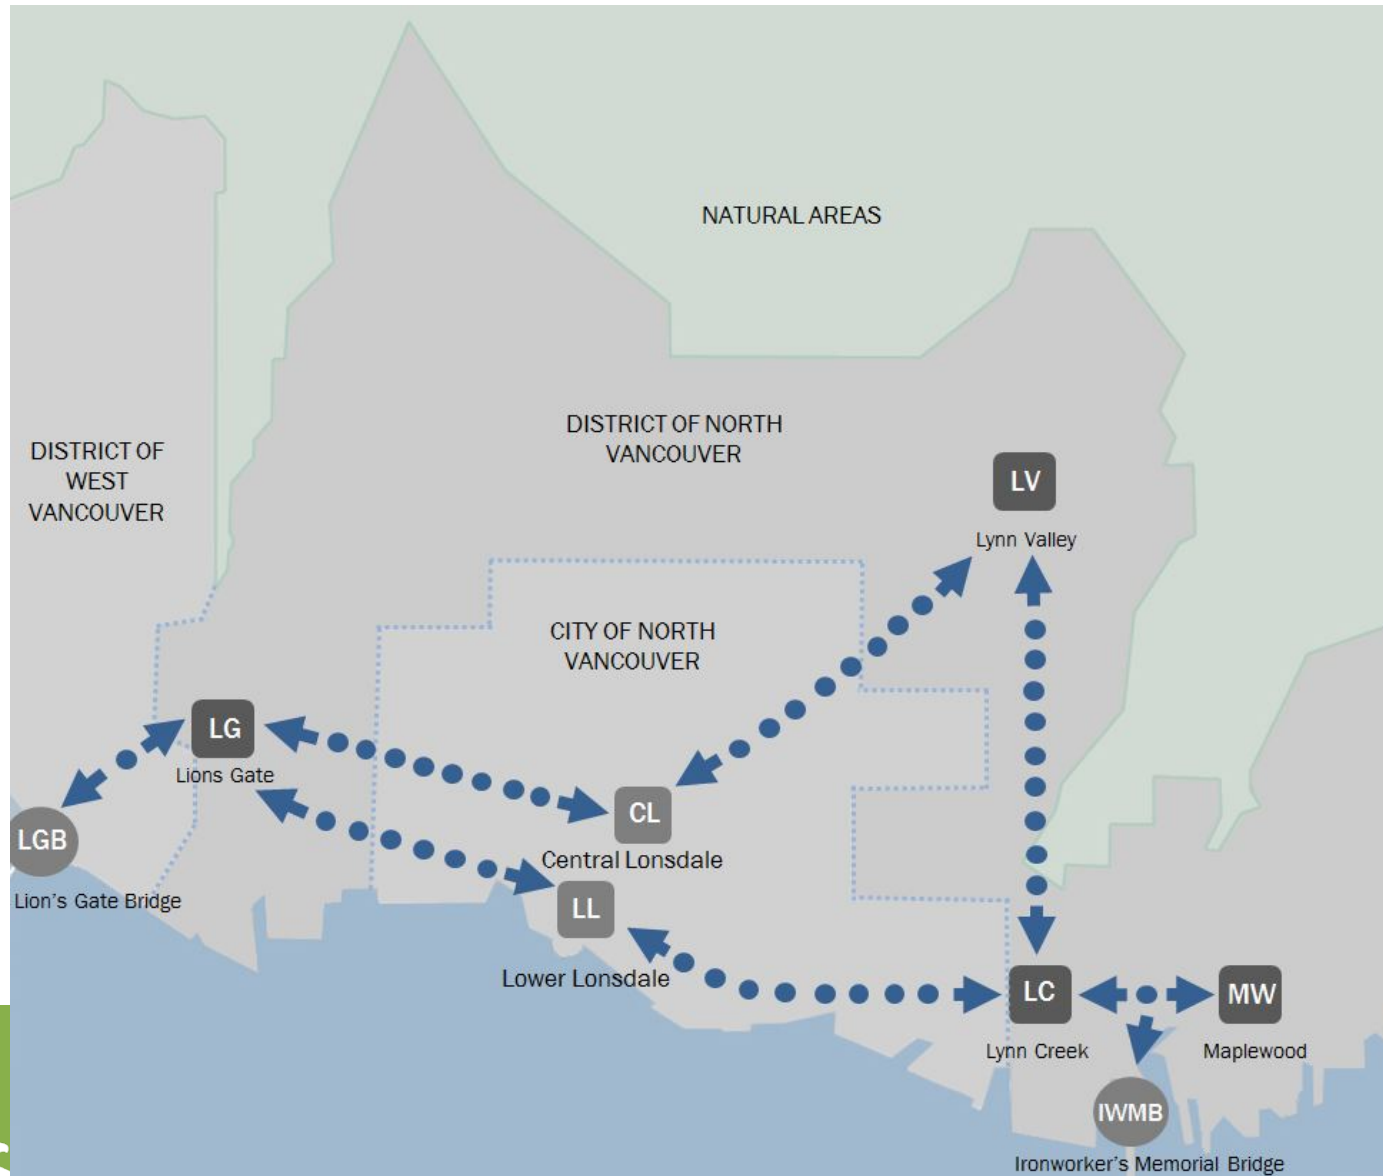 NATURAL AREAS
DISTRICT OF NORTH
VANCOUVER
DISTRICT OF
WEST
VANCOUVER
LV
Lynn Valley
CITY OF NORTH
VANCOUVER
LG
Lions Gate
CL
Central Lonsdale
LGB
Lion's Gate Bridge
LL
Lower Lonsdale
LC
Lynn Creek
MW
Maplewood
IWMB
Ironworker's Memorial Bridge